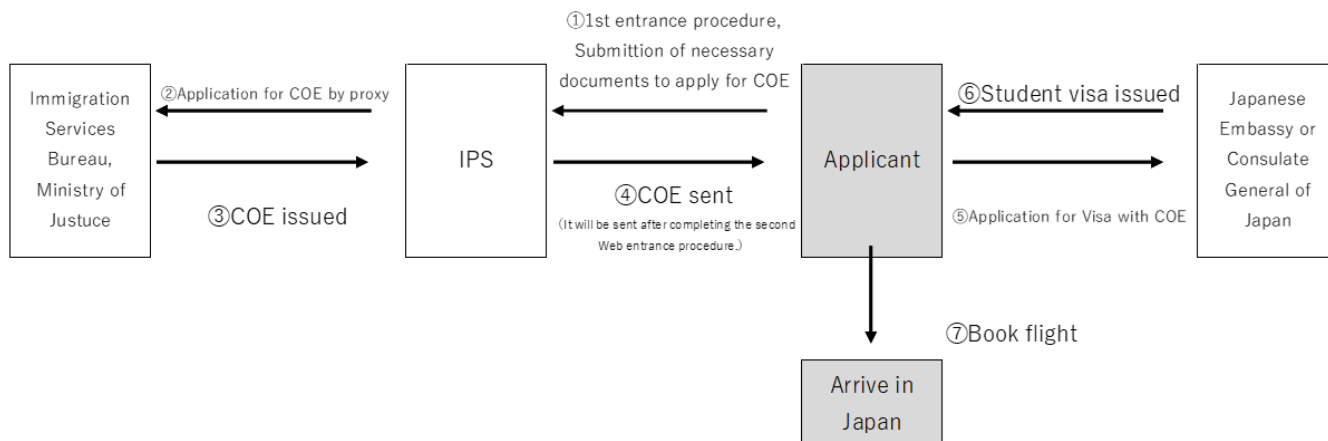 ①1st entrance procedure,
Submittion of necessary
documents to apply for COE
Immigration
Services
Bureau,
Ministry of
Justuce
②Application for COE by proxy
③COE issued
IPS
④COE sent
(It will be sent after completing the second
Web entrance procedure.)
Applicant
⑥Student visa issued
⑤Application for Visa with COE
Japanese
Embassy or
Consulate
General of
Japan
⑦Book flight
Arrive in
Japan